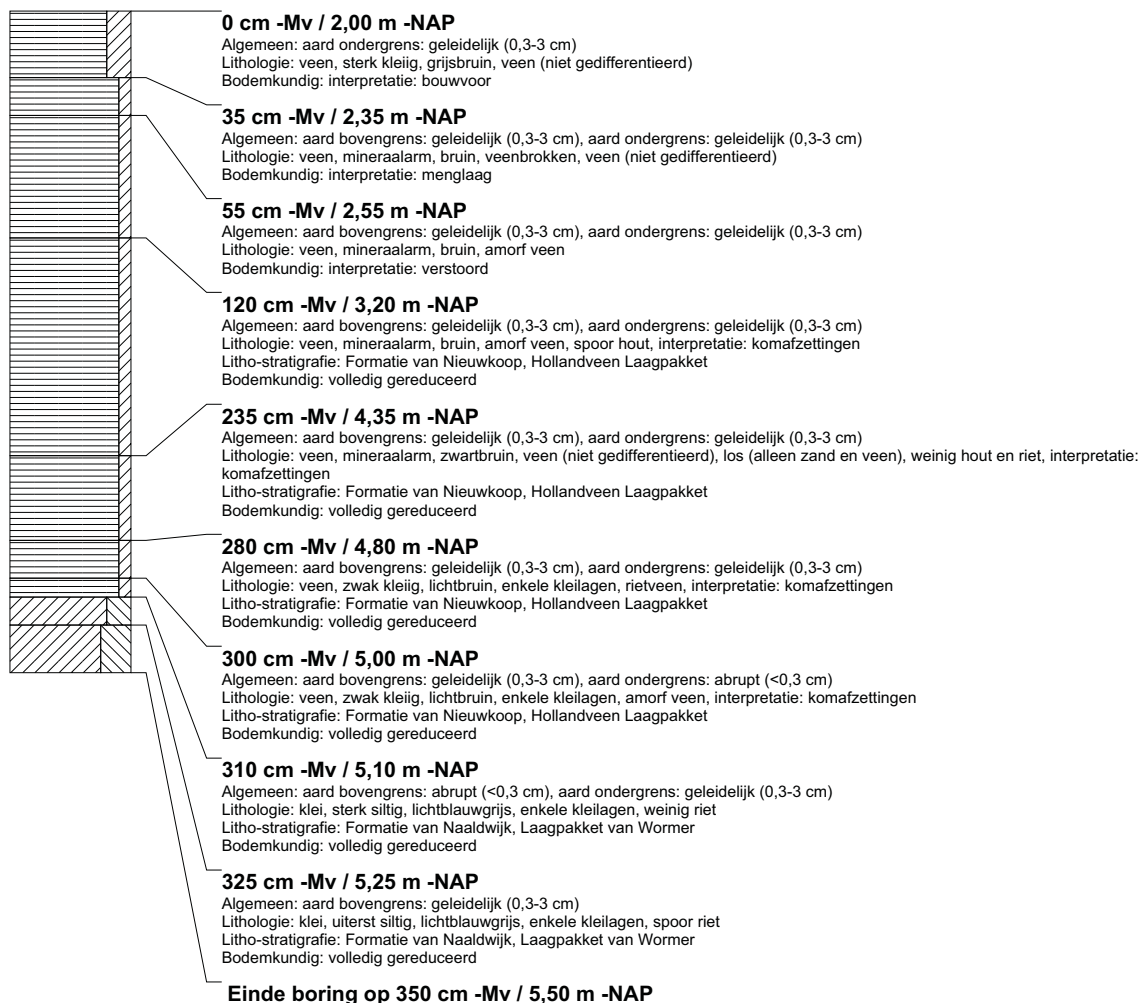 0 cm -Mv / 2,00 m -NAP
Algemeen: aard ondergrens: geleidelijk (0,3-3 cm)
Lithologie: veen, sterk kleiig, grijsbruin, veen (niet gedifferentieerd)
Bodemkundig: interpretatie: bouwvoor
35 cm -Mv / 2,35 m -NAP
Algemeen: aard bovengrens: geleidelijk (0,3-3 cm), aard ondergrens: geleidelijk (0,3-3 cm)
Lithologie: veen, mineraalarm, bruin, veenbrokken, veen (niet gedifferentieerd)
Bodemkundig: interpretatie: menglaag
55 cm -Mv / 2,55 m -NAP
Algemeen: aard bovengrens: geleidelijk (0,3-3 cm), aard ondergrens: geleidelijk (0,3-3 cm)
Lithologie: veen, mineraalarm, bruin, amorf veen
Bodemkundig: interpretatie: verstoord
120 cm -Mv / 3,20 m -NAP
Algemeen: aard bovengrens: geleidelijk (0,3-3 cm), aard ondergrens: geleidelijk (0,3-3 cm)
Lithologie: veen, mineraalarm, bruin, amorf veen, spoor hout, interpretatie: komafzettingen
Litho-stratigrafie: Formatie van Nieuwkoop, Hollandveen Laagpakket
Bodemkundig: volledig gereduceerd
235 cm -Mv / 4,35 m -NAP
Algemeen: aard bovengrens: geleidelijk (0,3-3 cm), aard ondergrens: geleidelijk (0,3-3 cm)
Lithologie: veen, mineraalarm, zwartbruin, veen (niet gedifferentieerd), los (alleen zand en veen), weinig hout en riet, interpretatie:
komafzettingen
Litho-stratigrafie: Formatie van Nieuwkoop, Hollandveen Laagpakket
Bodemkundig: volledig gereduceerd
280 cm -Mv / 4,80 m -NAP
Algemeen: aard bovengrens: geleidelijk (0,3-3 cm), aard ondergrens: geleidelijk (0,3-3 cm)
Lithologie: veen, zwak kleiig, lichtbruin, enkele kleilagen, rietveen, interpretatie: komafzettingen
Litho-stratigrafie: Formatie van Nieuwkoop, Hollandveen Laagpakket
Bodemkundig: volledig gereduceerd
300 cm -Mv / 5,00 m -NAP
Algemeen: aard bovengrens: geleidelijk (0,3-3 cm), aard ondergrens: abrupt (<0,3 cm)
Lithologie: veen, zwak kleiig, lichtbruin, enkele kleilagen, amorf veen, interpretatie: komafzettingen
Litho-stratigrafie: Formatie van Nieuwkoop, Hollandveen Laagpakket
Bodemkundig: volledig gereduceerd
310 cm -Mv / 5,10 m -NAP
Algemeen: aard bovengrens: abrupt (<0,3 cm), aard ondergrens: geleidelijk (0,3-3 cm)
Lithologie: klei, sterk siltig, lichtblauwgrijs, enkele kleilagen, weinig riet
Litho-stratigrafie: Formatie van Naaldwijk, Laagpakket van Wormer
Bodemkundig: volledig gereduceerd
325 cm -Mv / 5,25 m -NAP
Algemeen: aard bovengrens: geleidelijk (0,3-3 cm)
Lithologie: klei, uiterst siltig, lichtblauwgrijs, enkele kleilagen, spoor riet
Litho-stratigrafie: Formatie van Naaldwijk, Laagpakket van Wormer
Bodemkundig: volledig gereduceerd
Einde boring op 350 cm -Mv / 5,50 m -NAP